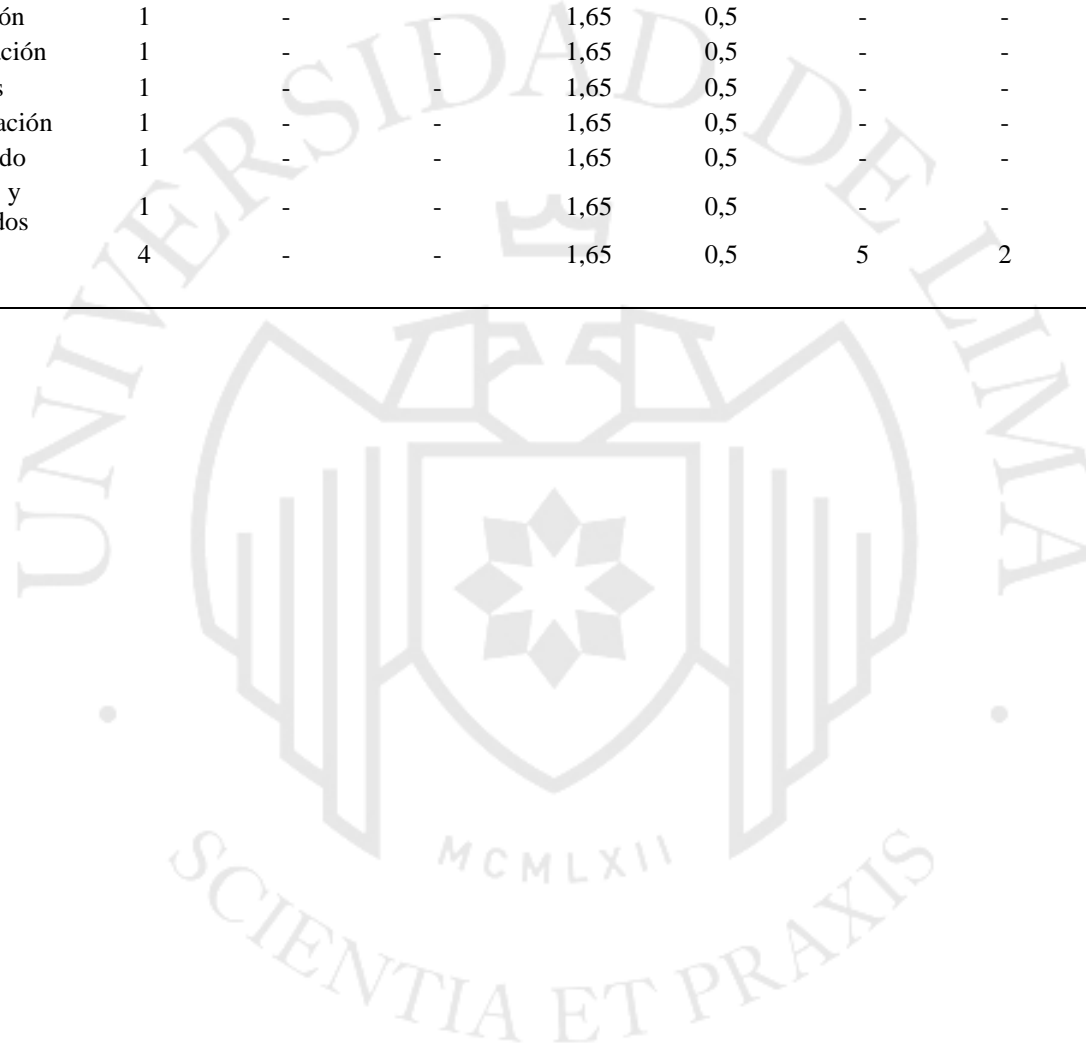 ón 1 - - 1,65 0,5 - -
ción 1 - - 1,65 0,5 - -
s 1 - - 1,65 0,5 - -
ación 1 - - 1,65 0,5 - -
do 1 - - 1,65 0,5 - -
y
dos 1 - - 1,65 0,5 - -
4 - - 1,65 0,5 5 2
UNIVERSIDAD DE LIMA
MCMLXII
SCIENTIA ET PRAXIS